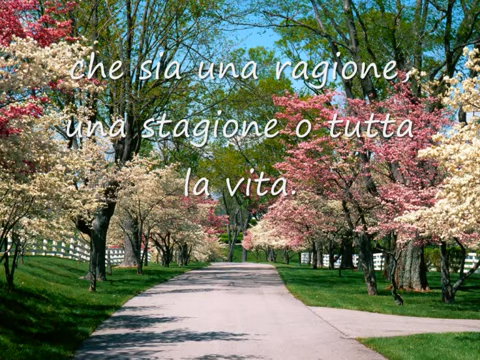 che sia una ragione,
una stagione o tutta
la vita.